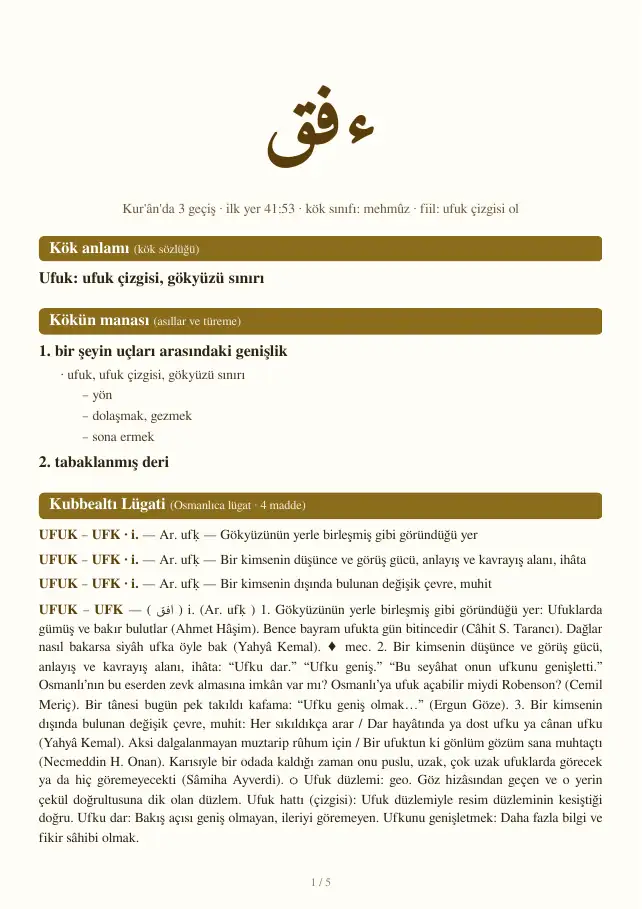 ءفق
Kur'ân'da 3 geçiş · ilk yer 41:53 · kök sınıfı: mehmûz · fiil: ufuk çizgisi ol
Kök anlamı (kök sözlüğü)
Ufuk: ufuk çizgisi, gökyüzü sınırı
Kökün manası (asıllar ve türeme)
1. bir şeyin uçları arasındaki genişlik
· ufuk, ufuk çizgisi, gökyüzü sınırı
– yön
– dolaşmak, gezmek
– sona ermek
2. tabaklanmış deri
Kubbealtı Lügati (Osmanlıca lügat · 4 madde)
UFUK – UFK · i. — Ar. ufḳ — Gökyüzünün yerle birleşmiş gibi göründüğü yer
UFUK – UFK · i. — Ar. ufḳ — Bir kimsenin düşünce ve görüş gücü, anlayış ve kavrayış alanı, ihâta
UFUK – UFK · i. — Ar. ufḳ — Bir kimsenin dışında bulunan değişik çevre, muhit
UFUK – UFK — ( افق ) i. (Ar. ufḳ ) 1. Gökyüzünün yerle birleşmiş gibi göründüğü yer: Ufuklarda
gümüş ve bakır bulutlar (Ahmet Hâşim). Bence bayram ufukta gün bitincedir (Câhit S. Tarancı). Dağlar
nasıl bakarsa siyâh ufka öyle bak (Yahyâ Kemal). ♦ mec. 2. Bir kimsenin düşünce ve görüş gücü,
anlayış ve kavrayış alanı, ihâta: “Ufku dar.” “Ufku geniş.” “Bu seyâhat onun ufkunu genişletti.”
Osmanlı’nın bu eserden zevk almasına imkân var mı? Osmanlı’ya ufuk açabilir miydi Robenson? (Cemil
Meriç). Bir tânesi bugün pek takıldı kafama: “Ufku geniş olmak…” (Ergun Göze). 3. Bir kimsenin
dışında bulunan değişik çevre, muhit: Her sıkıldıkça arar / Dar hayâtında ya dost ufku ya cânan ufku
(Yahyâ Kemal). Aksi dalgalanmayan muztarip rûhum için / Bir ufuktun ki gönlüm gözüm sana muhtaçtı
(Necmeddin H. Onan). Karısıyle bir odada kaldığı zaman onu puslu, uzak, çok uzak ufuklarda görecek
ya da hiç göremeyecekti (Sâmiha Ayverdi). ѻ Ufuk düzlemi: geo. Göz hizâsından geçen ve o yerin
çekül doğrultusuna dik olan düzlem. Ufuk hattı (çizgisi): Ufuk düzlemiyle resim düzleminin kesiştiği
doğru. Ufku dar: Bakış açısı geniş olmayan, ileriyi göremeyen. Ufkunu genişletmek: Daha fazla bilgi ve
fikir sâhibi olmak.
1 / 5